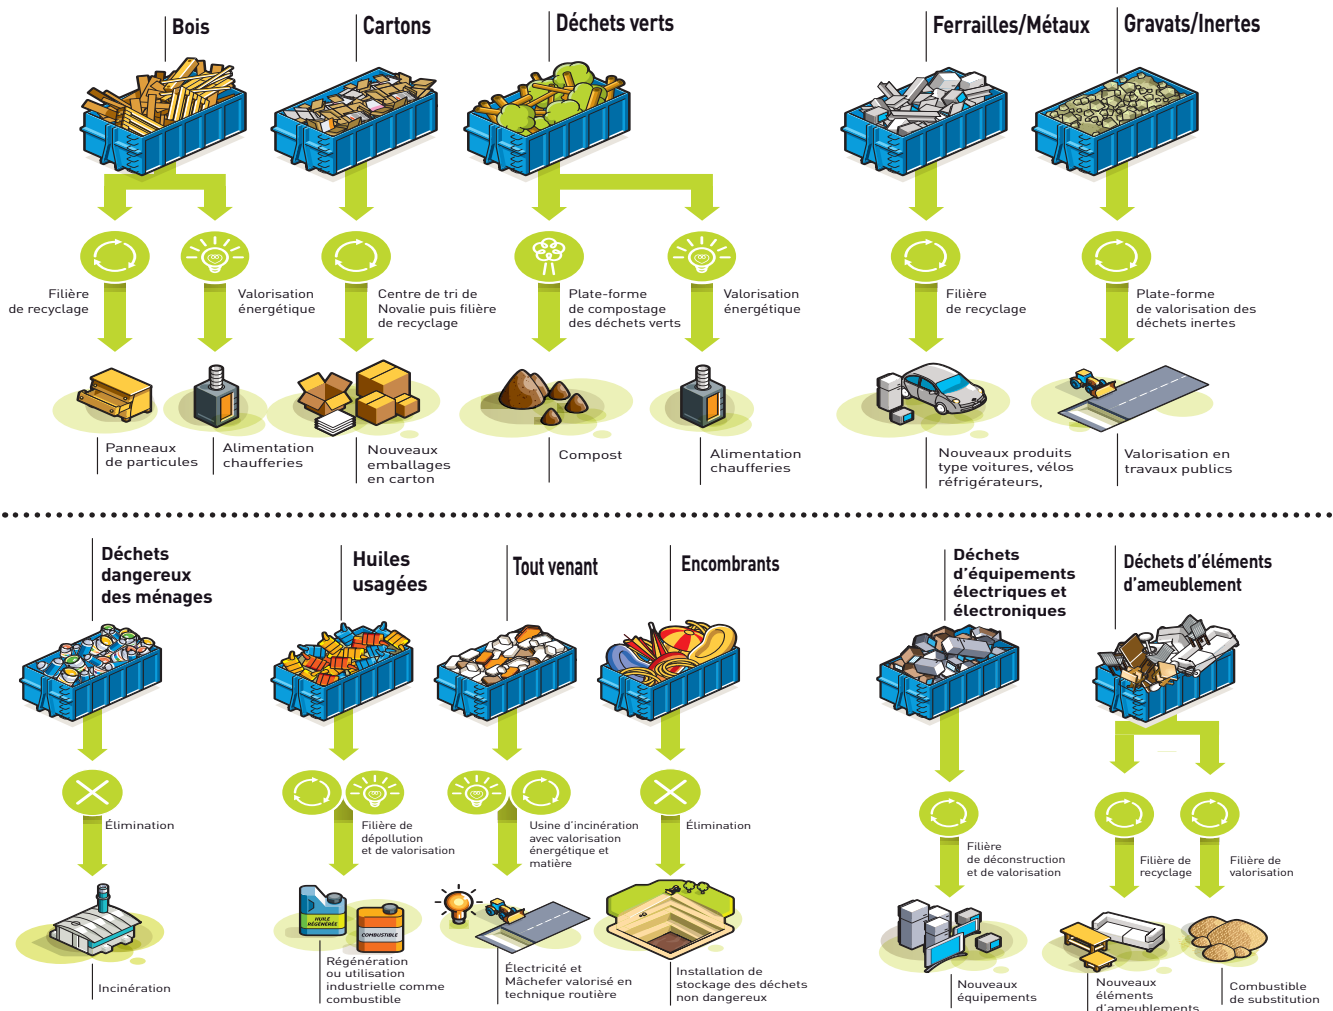 Bois
Cartons
Déchets verts
Ferrailles/Métaux
Gravats/Inertes
Filière
de recyclage
Valorisation
énergétique
Centre de tri de
Novalie puis filière
de recyclage
Plate-forme
de compostage
des déchets verts
Valorisation
énergétique
Filière
de recyclage
Plate-forme
de valorisation des
déchets inertes
Panneaux
de particules
Alimentation
chaufferies
Nouveaux
emballages
en carton
Compost
Alimentation
chaufferies
Nouveaux produits
type voitures, vélos
réfrigérateurs,
Valorisation en
travaux publics
Déchets
dangereux
des ménages
Huiles
usagées
Tout venant
Encombrants
Déchets
d'équipements
électriques et
électroniques
Déchets d'éléments
d'ameublement
Élimination
Filière de
dépollution
et de valorisation
Usine d'incinération
avec valorisation
énergétique et
matière
Élimination
Filière
de déconstruction
et de valorisation
Filière de
recyclage
Filière de
valorisation
HUILE
RÉGÉNÉRÉE
COMBUSTIBLE
Incinération
Régénération
ou utilisation
industrielle comme
combustible
Électricité et
Mâchefer valorisé en
technique routière
Installation de
stockage des déchets
non dangereux
Nouveaux
équipements
Nouveaux
éléments
d'ameublements
Combustible
de substitution